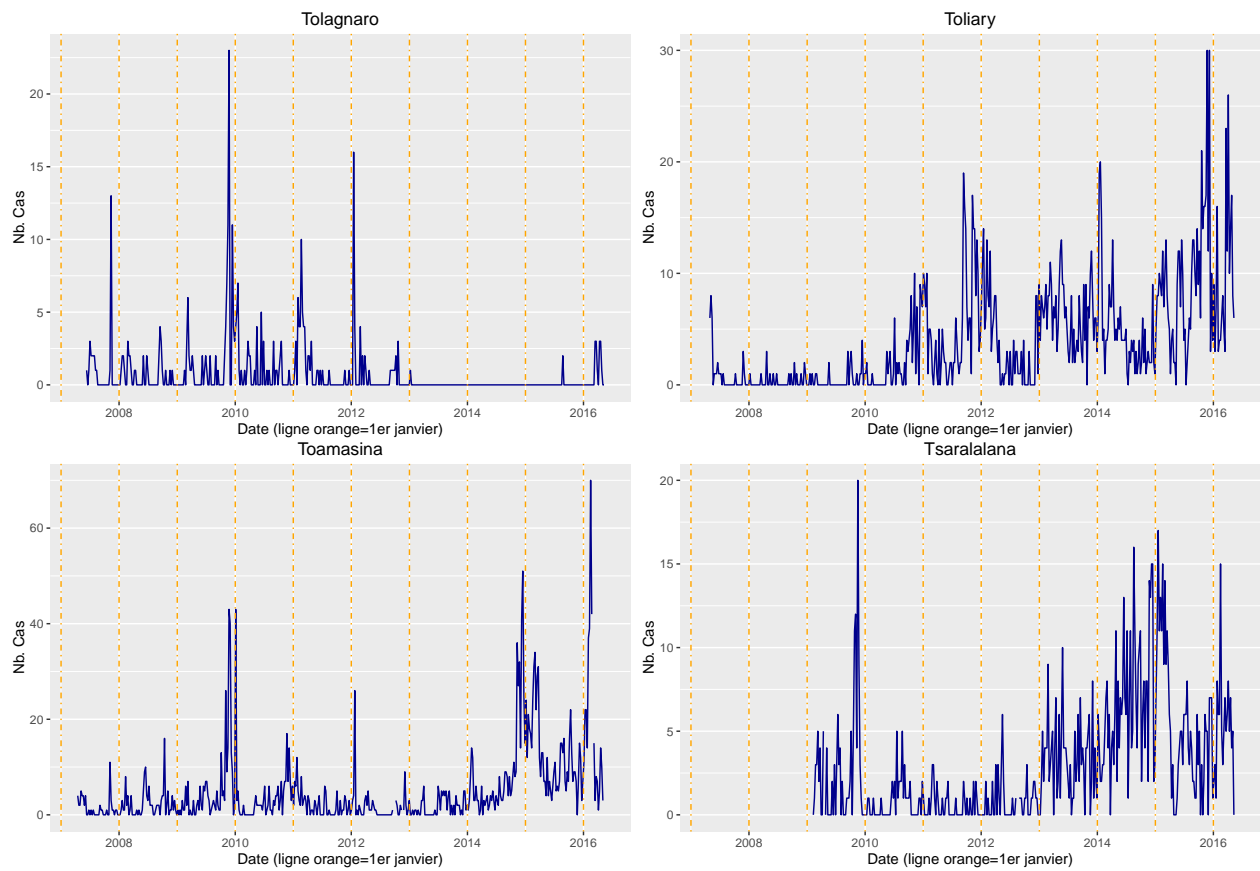 Tolagnaro
Nb. Cas
20
15
10
5
0
2008 2010 2012 2014 2016
Date (ligne orange=1er janvier)
Toliary
Nb. Cas
30
20
10
0
2008 2010 2012 2014 2016
Date (ligne orange=1er janvier)
Toamasina
Nb. Cas
60
40
20
0
2008 2010 2012 2014 2016
Date (ligne orange=1er janvier)
Tsaralalana
Nb. Cas
20
15
10
5
0
2008 2010 2012 2014 2016
Date (ligne orange=1er janvier)